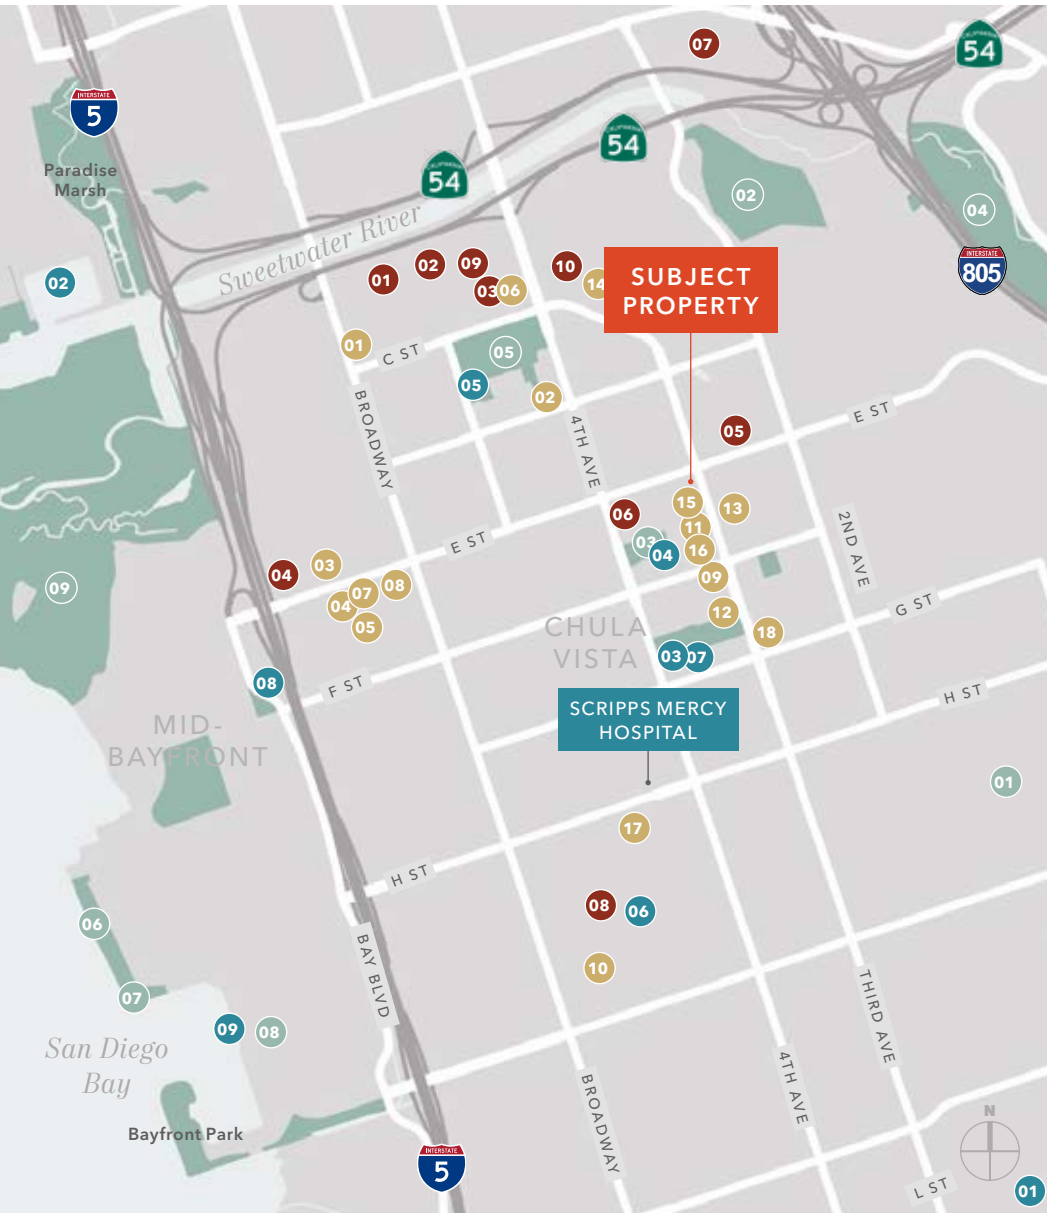 07
54
INTERSTATE
5
54
Paradise
Marsh
54
02
04
Sweetwater River
INTERSTATE
805
02
01
02
09
03
06
10
14
SUBJECT
PROPERTY
01
C ST
05
05
02
BROADWAY
4TH AVE
E ST
05
06
15
13
11
03
04
16
2ND AVE
E ST
04
03
07
08
04
05
09
09
12
18
G ST
CHULA
VISTA
03
07
F ST
08
H ST
SCRIPPS MERCY
HOSPITAL
MID-
BAYFRONT
01
17
H ST
08
06
06
10
BAY BLVD
07
09
08
THIRD AVE
San Diego
Bay
4TH AVE
BROADWAY
Bayfront Park
N
INTERSTATE
5
L ST
01